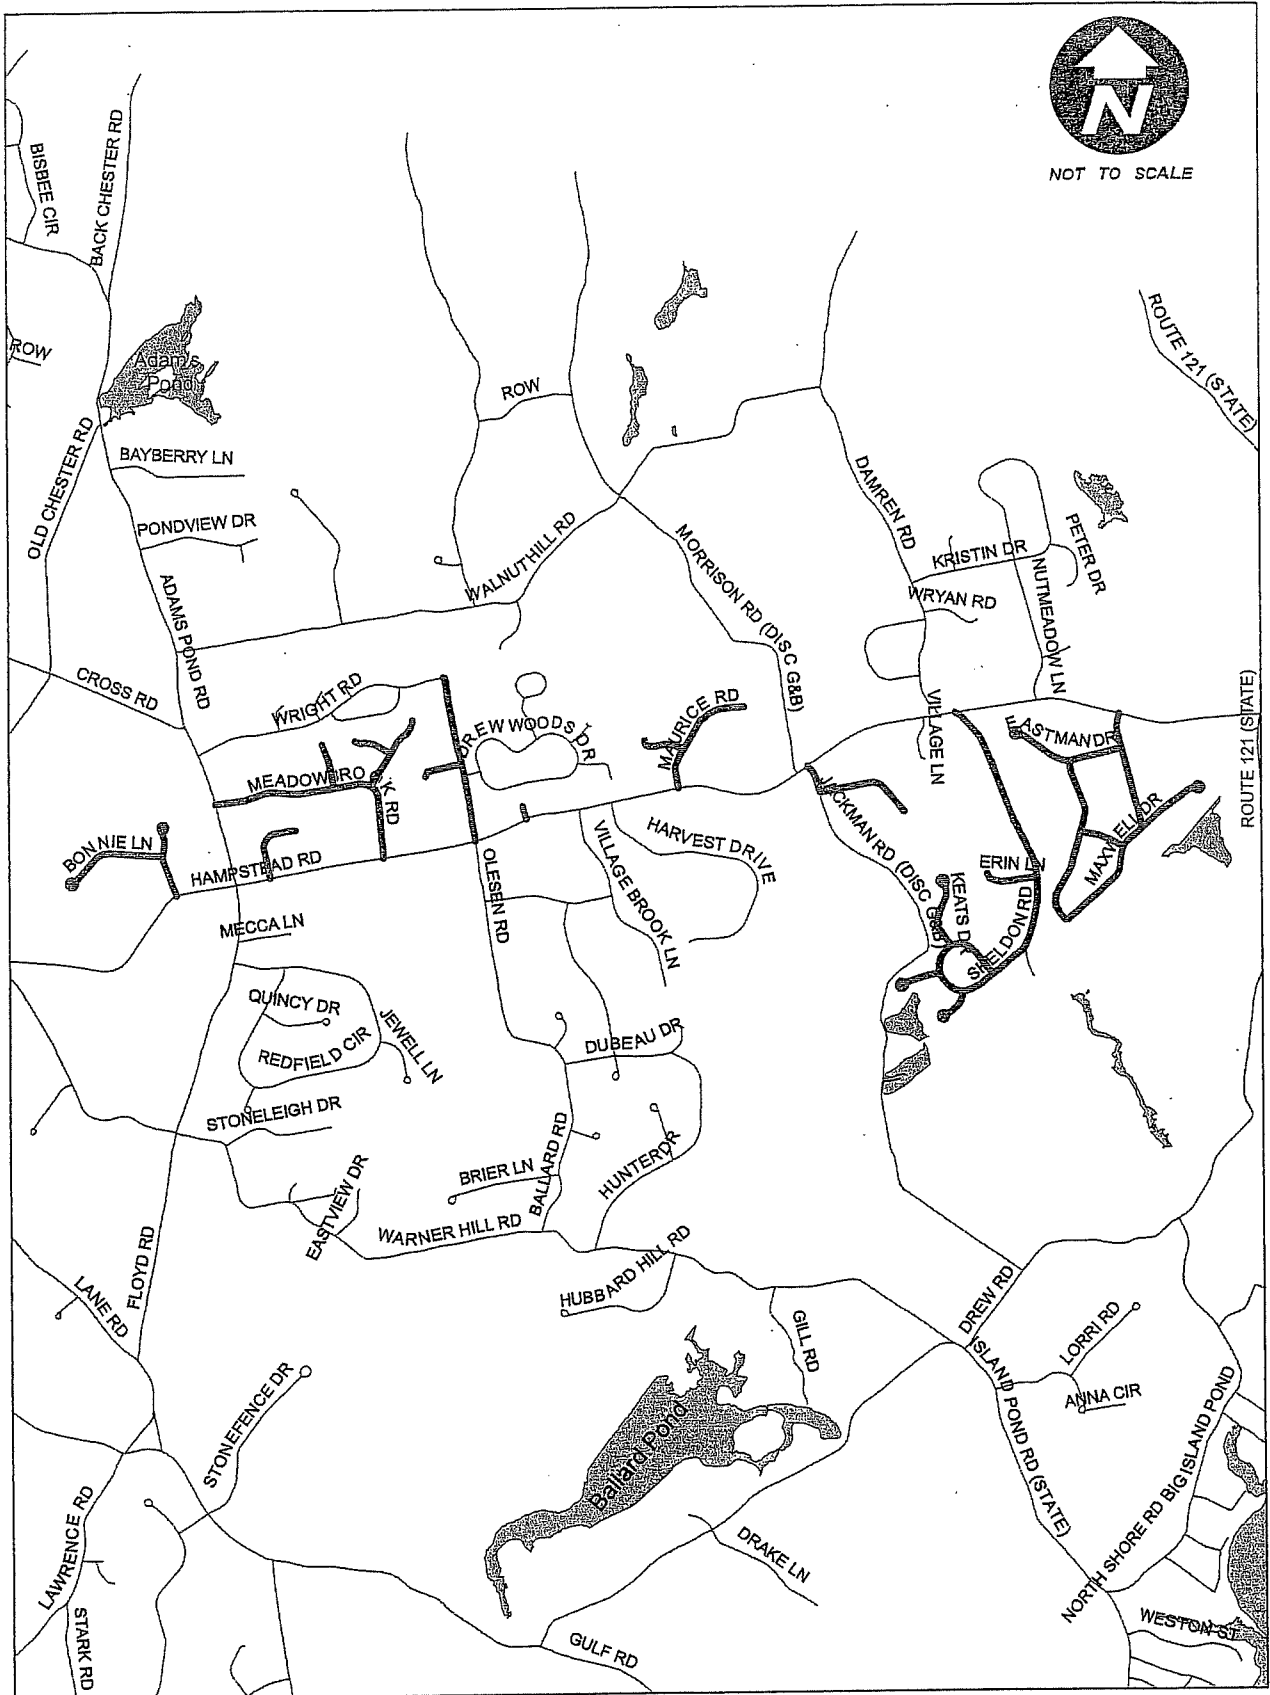 N
NOT TO SCALE
BISBEE CIR
BACK CHESTER RD
ROUTE 121 (STATE)
ROW
Adam's
Pond
ROW
OLD CHESTER RD
BAYBERRY LN
PONDVIEW DR
WALNUT HILL RD
DAMREN RD
MORRISON RD (DISC G&B)
KRISTIN DR
PETER DR
WRYAN RD
NUTMEADOW LN
ADAMS POND RD
CROSS RD
WRIGHT RD
DREWWOODS DR
MAURICE RD
VILLAGE LN
EASTMAN DR
ROUTE 121 (STATE)
MEADOWBROOK RD
BONNIE LN
HAMPSTEAD RD
OLESEN RD
VILLAGE BROOK LN
HARVEST DRIVE
JACKMAN RD (DISC G&B)
ERIN LN
MAXWELL DR
KEATS D
SHELDON RD
MECCA LN
QUINCY DR
REDFIELD CIR
JEWELL LN
DUBEAU DR
STONELEIGH DR
BRIER LN
BALLARD RD
HUNTER DR
EASTVIEW DR
WARNER HILL RD
FLOYD RD
LANE RD
HUBBARD HILL RD
GILL RD
DREW RD
LORRI RD
ISLAND POND RD (STATE)
ANNA CIR
STONEFENCE DR
Ballard Pond
NORTH SHORE RD BIG ISLAND POND
LAWRENCE RD
DRAKE LN
STARK RD
GULF RD
WESTON ST